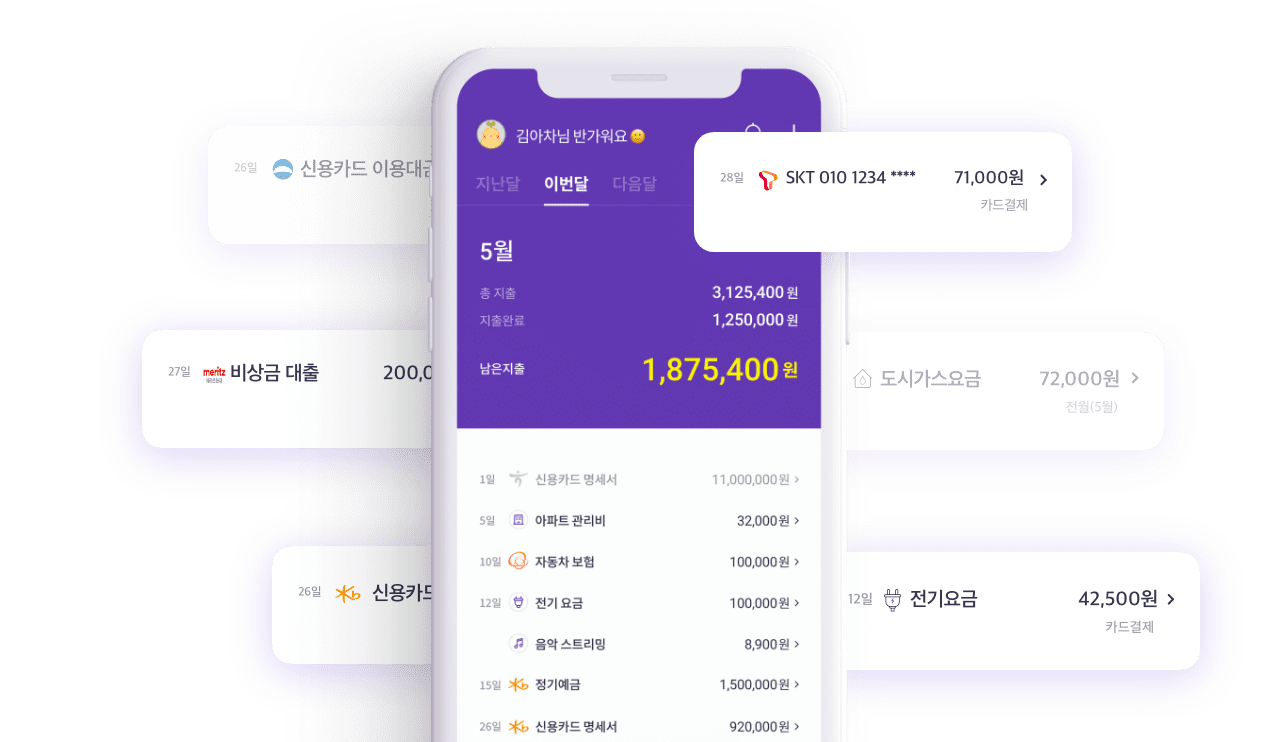 김아차님 반가워요
지난달 이번달 다음달
5월
총 지출 3,125,400 원
지출완료 1,250,000 원
남은지출 1,875,400 원
1일 신용카드 명세서 11,000,000원
5일 아파트 관리비 32,000원
10일 자동차 보험 100,000원
12일 전기 요금 100,000원
음악 스트리밍 8,900원
15일 정기예금 1,500,000원
26일 신용카드 명세서 920,000원
26일 신용카드 이용대금
28일 SKT 010 1234 **** 71,000원
카드결제
27일 meritz 비상금 대출 200,0
도시가스요금 72,000원
전월(5월)
26일 신용카드
12일 전기요금 42,500원
카드결제